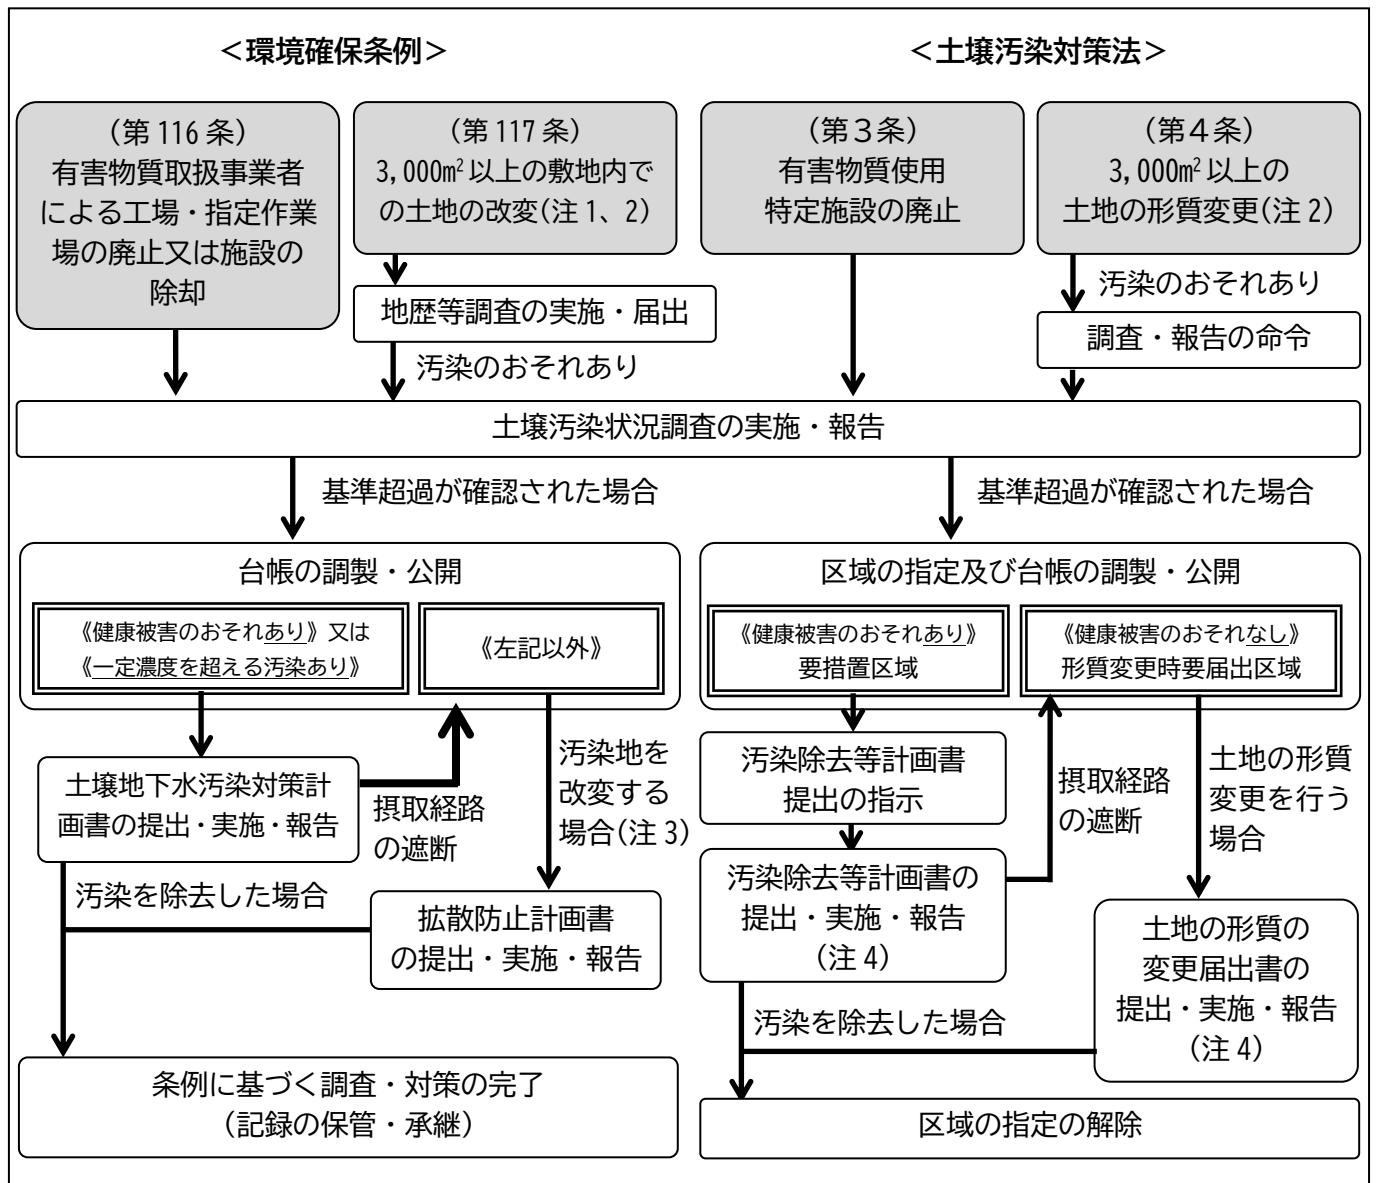 ＜環境確保条例＞
＜土壌汚染対策法＞
（第 116 条）
有害物質取扱事業者
による工場・指定作業
場の廃止又は施設の
除却
（第 117 条）
3,000㎡以上の敷地内で
の土地の改変（注 1、2）
（第３条）
有害物質使用
特定施設の廃止
（第４条）
3,000㎡以上の
土地の形質変更（注 2）
地歴等調査の実施・届出
汚染のおそれあり
汚染のおそれあり
調査・報告の命令
土壌汚染状況調査の実施・報告
基準超過が確認された場合
基準超過が確認された場合
台帳の調製・公開
《健康被害のおそれあり》又は
《一定濃度を超える汚染あり》
《左記以外》
区域の指定及び台帳の調製・公開
《健康被害のおそれあり》
要措置区域
《健康被害のおそれなし》
形質変更時要届出区域
土壌地下水汚染対策計
画書の提出・実施・報告
摂取経路
の遮断
汚染地を
改変する
場合（注 3）
汚染を除去した場合
拡散防止計画書
の提出・実施・報告
条例に基づく調査・対策の完了
（記録の保管・承継）
汚染除去等計画書
提出の指示
摂取経路
の遮断
土地の形質
変更を行う
場合
汚染除去等計画書の
提出・実施・報告
（注 4）
土地の形質の
変更届出書の
提出・実施・報告
（注 4）
汚染を除去した場合
区域の指定の解除